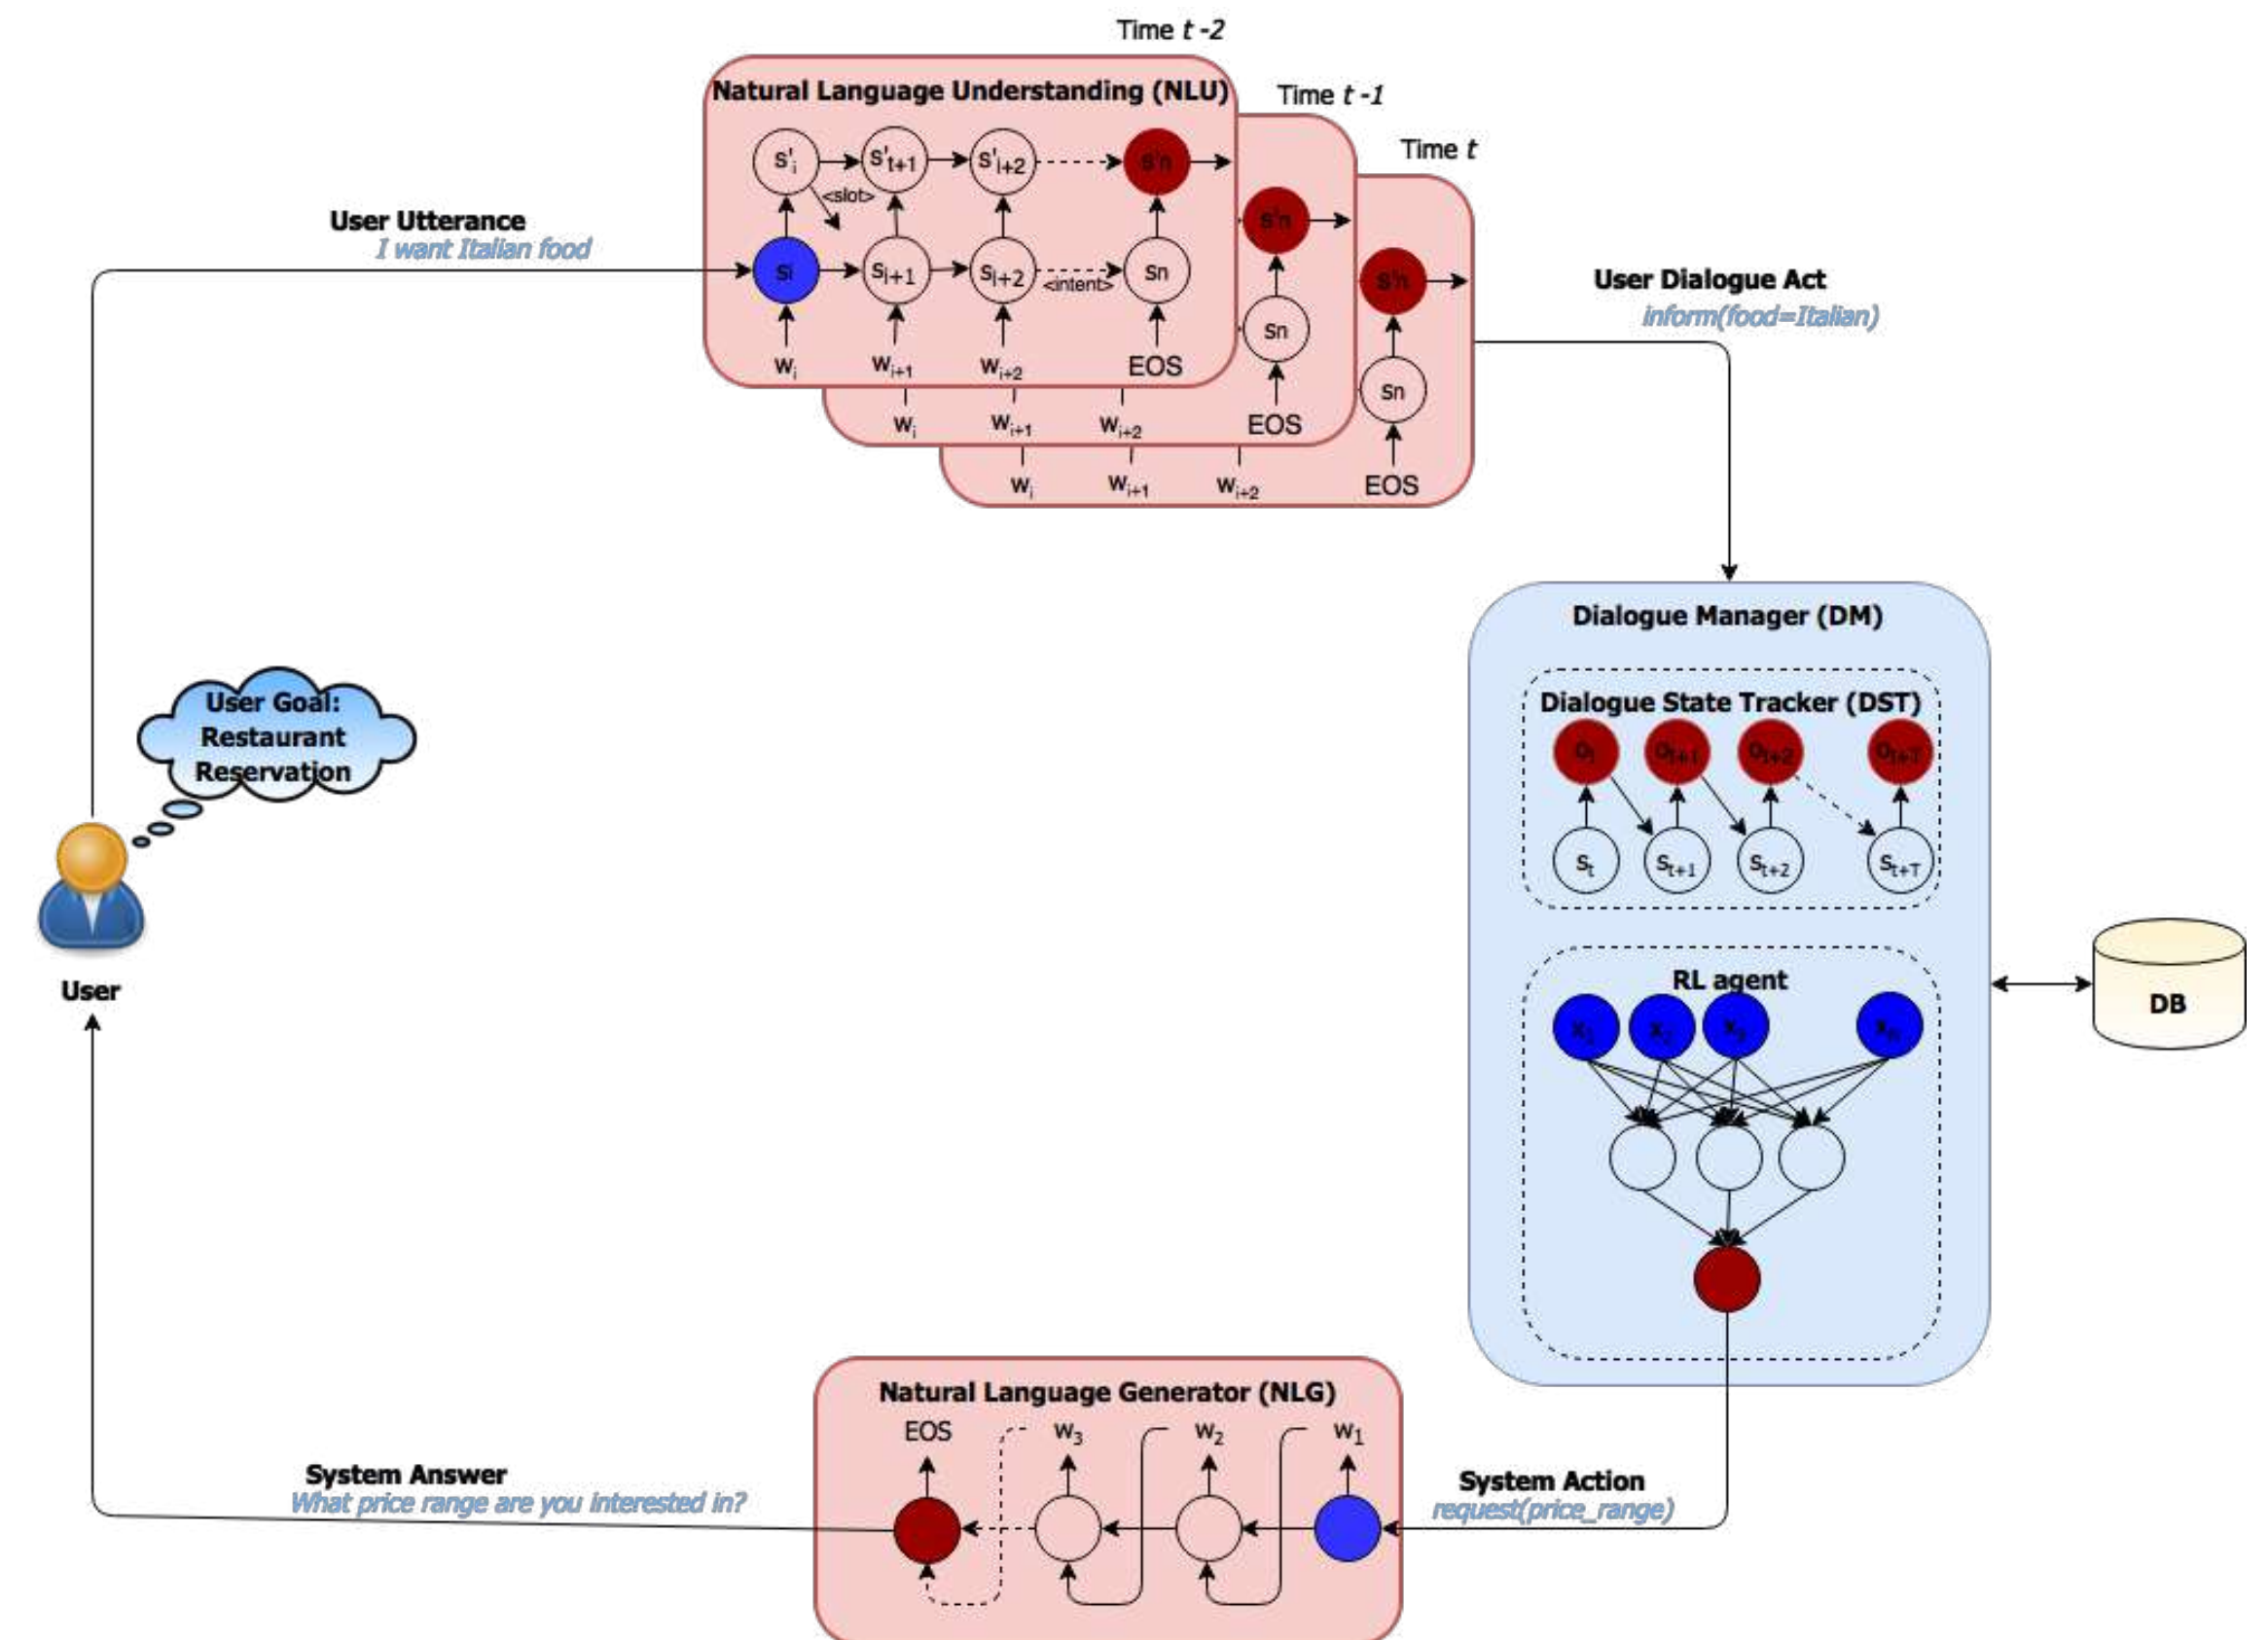 Time t -2
Natural Language Understanding (NLU)
Time t -1
Time t
s'i s't+1 s'i+2 s'n
<slot>
s'n
s'n
User Utterance
I want Italian food
si si+1 si+2 sn
<intent>
sn
sn
wi wi+1 wi+2 EOS
wi wi+1 wi+2 EOS
wi wi+1 wi+2 EOS
User Dialogue Act
inform(food=Italian)
Dialogue Manager (DM)
Dialogue State Tracker (DST)
ot+1 ot+2 ot+T
st st+1 st+2 st+T
User Goal:
Restaurant
Reservation
User
RL agent
x1 x2 x3
DB
Natural Language Generator (NLG)
EOS w3 w2 w1
System Action
request(price_range)
System Answer
What price range are you interested in?